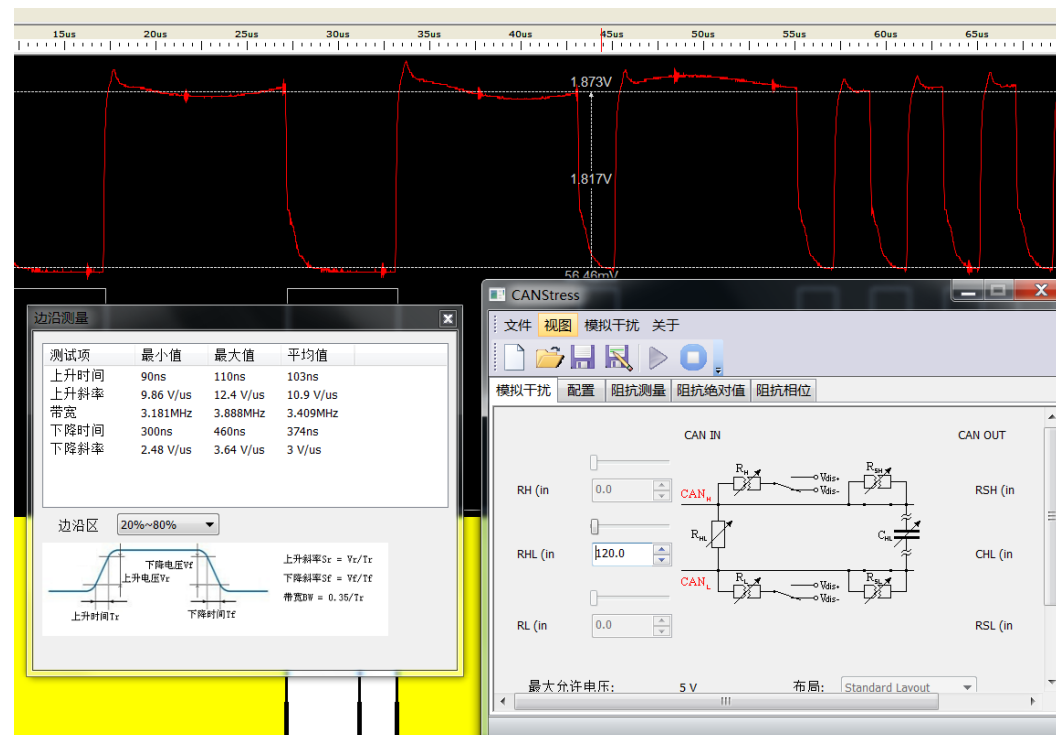 15us 20us 25us 30us 35us 40us 45us 50us 55us 60us 65us
1.873V
1.817V
56.46mV
边沿测量
测试项 最小值 最大值 平均值
上升时间 90ns 110ns 103ns
上升斜率 9.86 V/us 12.4 V/us 10.9 V/us
带宽 3.181MHz 3.888MHz 3.409MHz
下降时间 300ns 460ns 374ns
下降斜率 2.48 V/us 3.64 V/us 3 V/us
边沿区 20%~80%
下降电压Vf
上升电压Vr
上升时间Tr
下降时间Tf
上升斜率Sr = Vr/Tr
下降斜率Sf = Vf/Tf
带宽BW = 0.35/Tr
CANStress
文件 视图 模拟干扰 关于
模拟干扰 配置 阻抗测量 阻抗绝对值 阻抗相位
CAN IN CAN OUT
RH (in 0.0 CANH RH Vdis+ Vdis- RSH RSH (in
RHL (in 120.0 RHL CHL CHL (in
CANL RL Vdis+ Vdis- RSL
RL (in 0.0 RSL (in
最大允许电压: 5 V 布局: Standard Layout